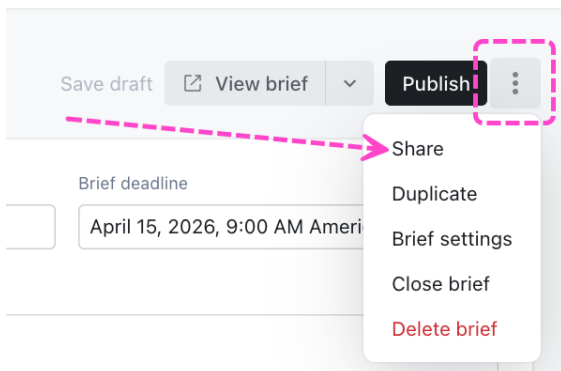 Save draft
View brief
Publish
Share
Brief deadline
Duplicate
April 15, 2026, 9:00 AM Ameri
Brief settings
Close brief
Delete brief